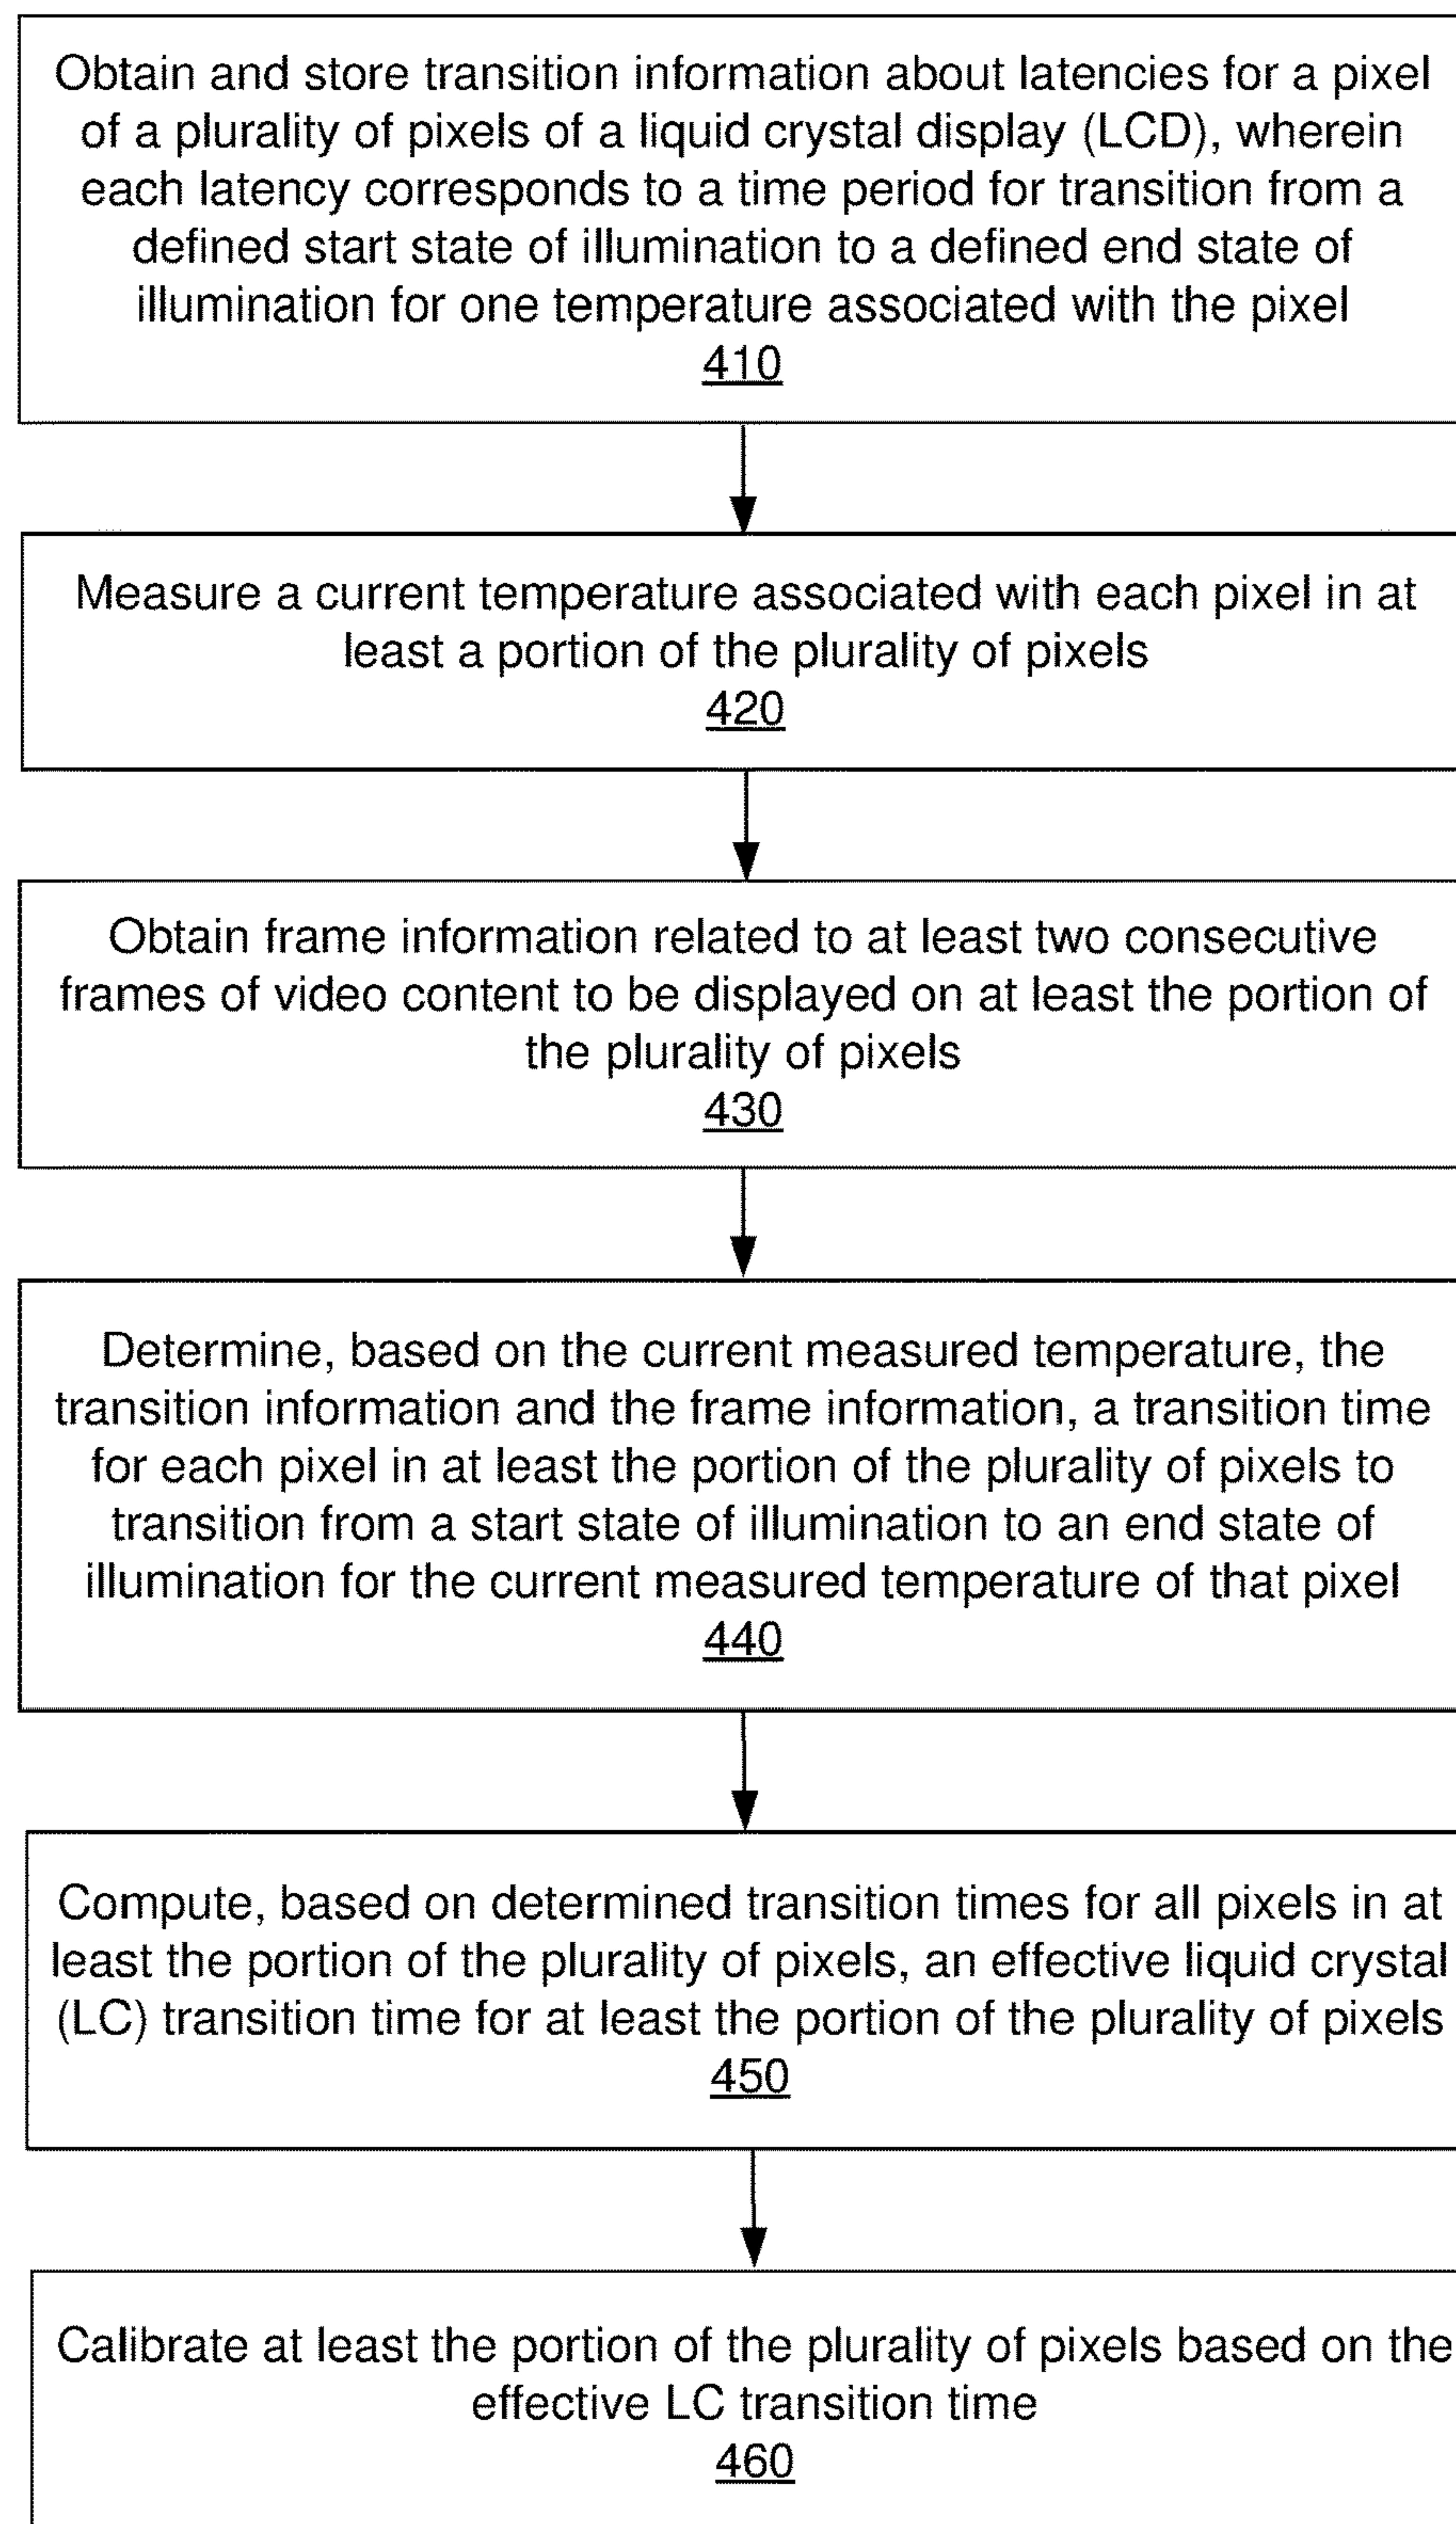 Obtain and store transition information about latencies for a pixel
of a plurality of pixels of a liquid crystal display (LCD), wherein
each latency corresponds to a time period for transition from a
defined start state of illumination to a defined end state of
illumination for one temperature associated with the pixel
410
Measure a current temperature associated with each pixel in at
least a portion of the plurality of pixels
420
Obtain frame information related to at least two consecutive
frames of video content to be displayed on at least the portion of
the plurality of pixels
430
Determine, based on the current measured temperature, the
transition information and the frame information, a transition time
for each pixel in at least the portion of the plurality of pixels to
transition from a start state of illumination to an end state of
illumination for the current measured temperature of that pixel
440
Compute, based on determined transition times for all pixels in at
least the portion of the plurality of pixels, an effective liquid crystal
(LC) transition time for at least the portion of the plurality of pixels
450
Calibrate at least the portion of the plurality of pixels based on the
effective LC transition time
460